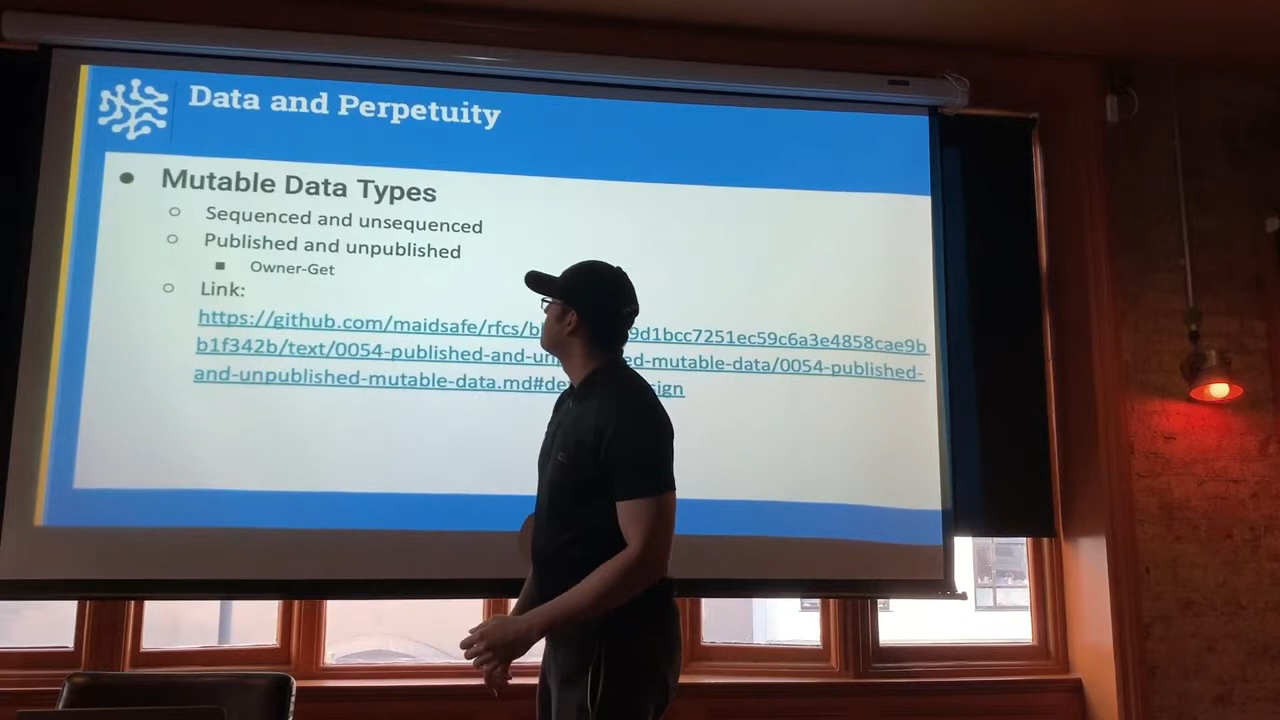 Data and Perpetuity
Mutable Data Types
Sequenced and unsequenced
Published and unpublished
Owner-Get
Link:
https://github.com/maidsafe/rfcs/bl 9d1bcc7251ec59c6a3e4858cae9b
b1f342b/text/0054-published-and-un ed-mutable-data/0054-published-
and-unpublished-mutable-data.md#de sign